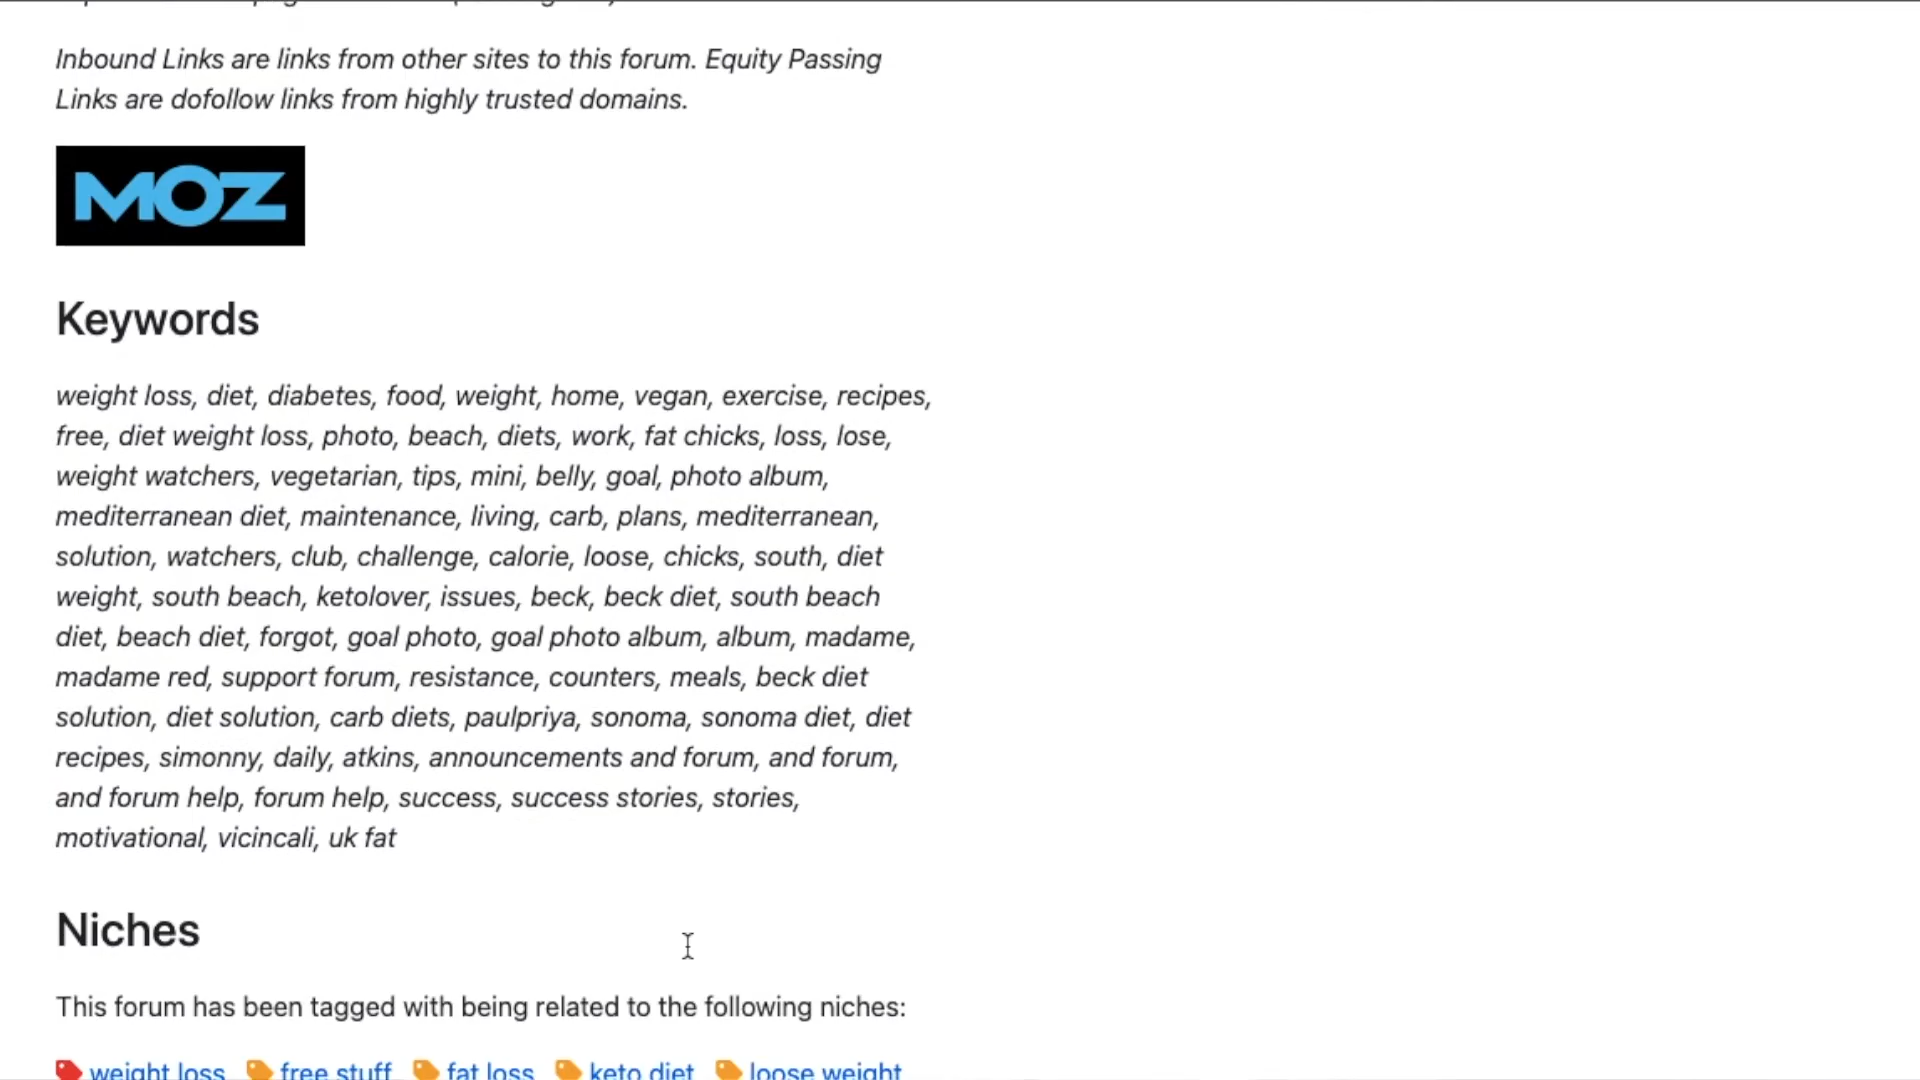 Inbound Links are links from other sites to this forum. Equity Passing
Links are dofollow links from highly trusted domains.
MOZ
Keywords
weight loss, diet, diabetes, food, weight, home, vegan, exercise, recipes,
free, diet weight loss, photo, beach, diets, work, fat chicks, loss, lose,
weight watchers, vegetarian, tips, mini, belly, goal, photo album,
mediterranean diet, maintenance, living, carb, plans, mediterranean,
solution, watchers, club, challenge, calorie, loose, chicks, south, diet
weight, south beach, ketolover, issues, beck, beck diet, south beach
diet, beach diet, forgot, goal photo, goal photo album, album, madame,
madame red, support forum, resistance, counters, meals, beck diet
solution, diet solution, carb diets, paulpriya, sonoma, sonoma diet, diet
recipes, simonny, daily, atkins, announcements and forum, and forum,
and forum help, forum help, success, success stories, stories,
motivational, vicincali, uk fat
Niches
This forum has been tagged with being related to the following niches:
weight loss free stuff fat loss keto diet loose weight